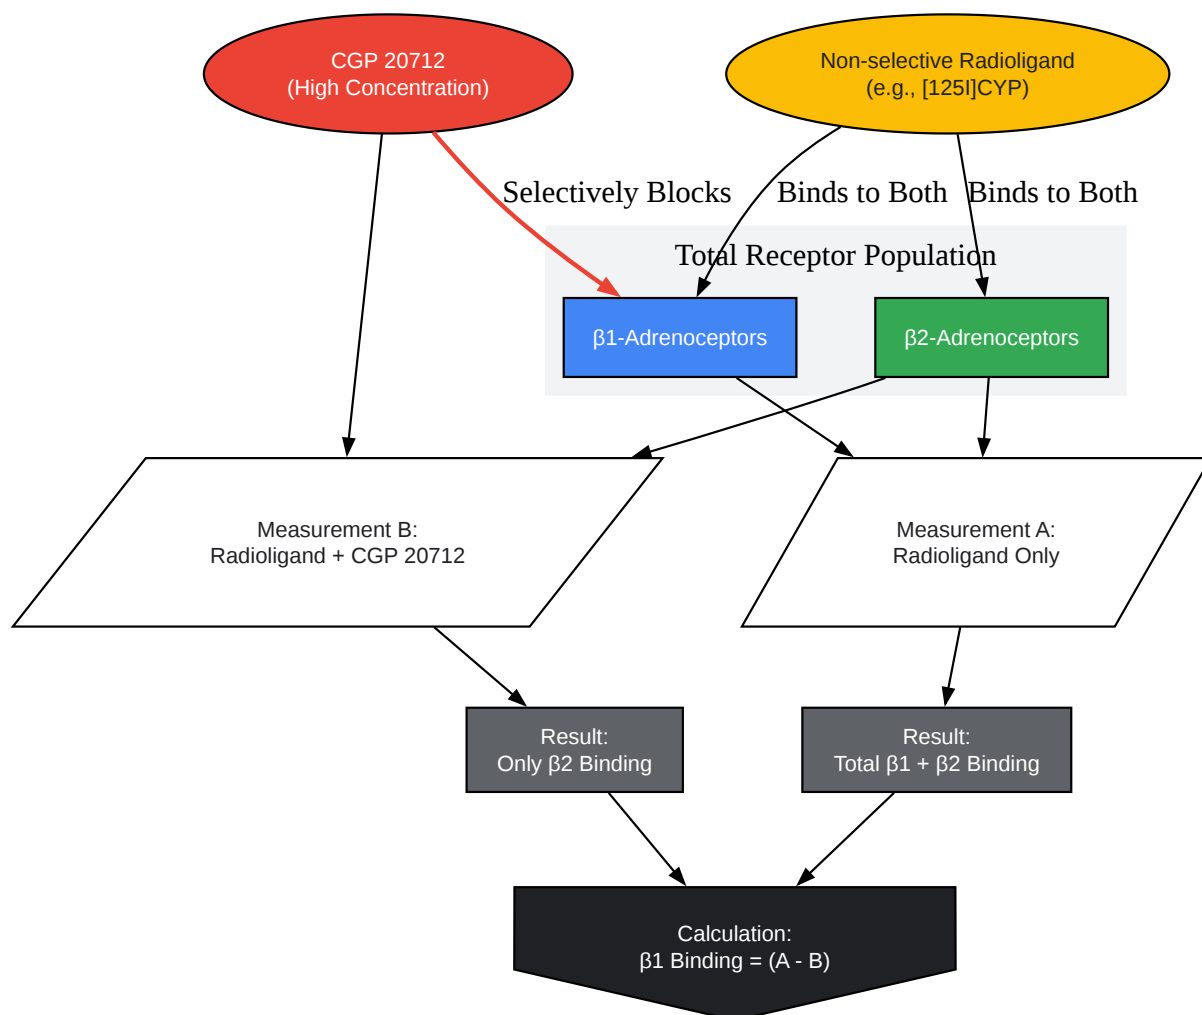 CGP 20712
(High Concentration)
Non-selective Radioligand
(e.g., [125I]CYP)
Selectively Blocks
Binds to Both
Binds to Both
Total Receptor Population
β1-Adrenoceptors
β2-Adrenoceptors
Measurement B:
Radioligand + CGP 20712
Measurement A:
Radioligand Only
Result:
Only β2 Binding
Result:
Total β1 + β2 Binding
Calculation:
β1 Binding = (A - B)